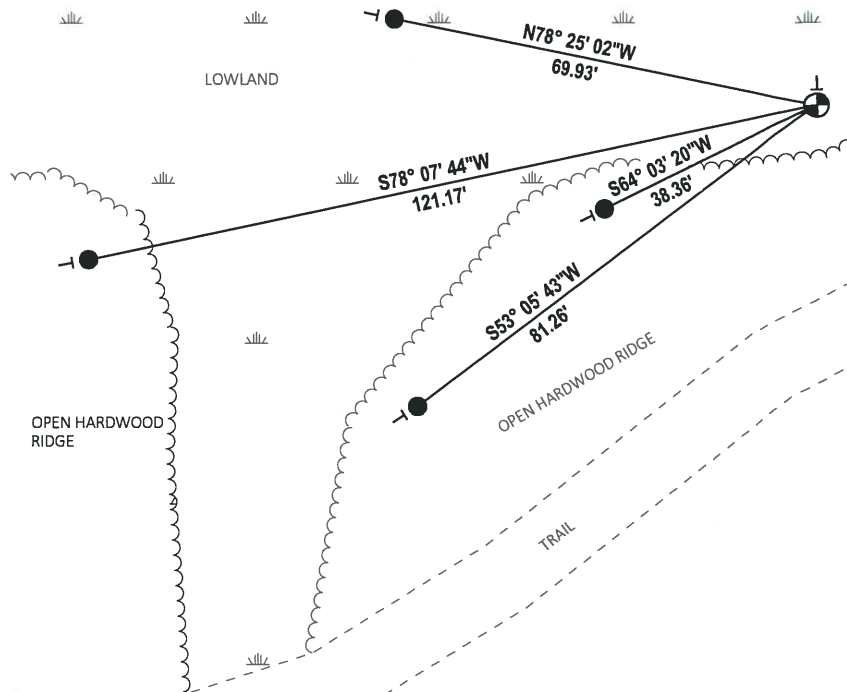 N78° 25' 02"W
69.93'
LOWLAND
S78° 07' 44"W
121.17'
S64° 03' 20"W
38.36'
S53° 05' 43"W
81.26'
OPEN HARDWOOD RIDGE
OPEN HARDWOOD
RIDGE
TRAIL